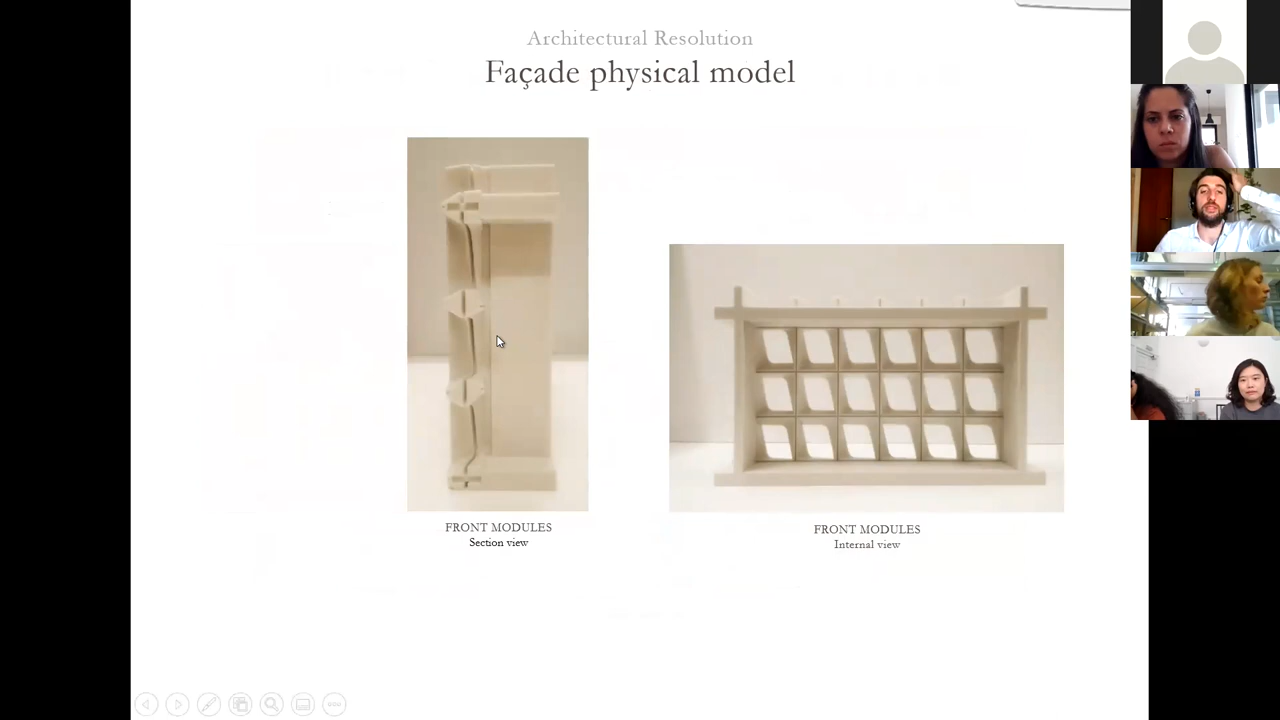 Architectural Resolution
Façade physical model
FRONT MODULES
Section view
FRONT MODULES
Internal view